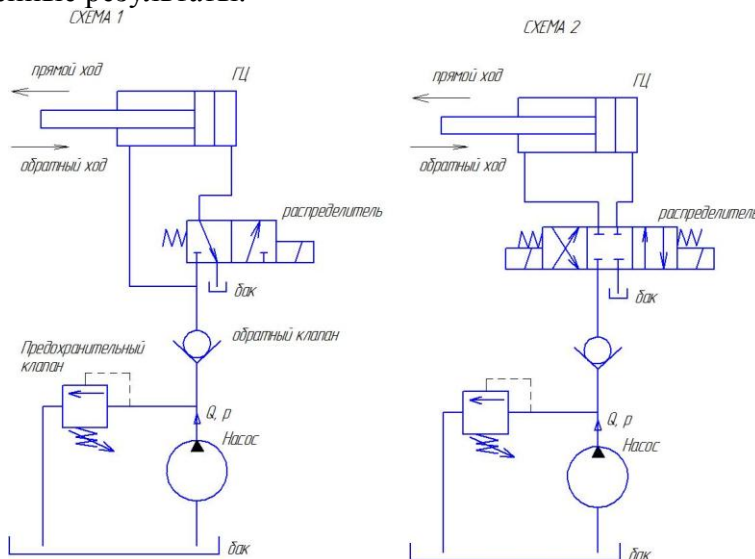 СХЕМА 1
прямой ход
ГЦ
обратный ход
распределитель
бак
обратный клапан
Предохранительный
клапан
Q, p
Насос
бак
СХЕМА 2
прямой ход
ГЦ
обратный ход
распределитель
бак
Q, p
Насос
бак